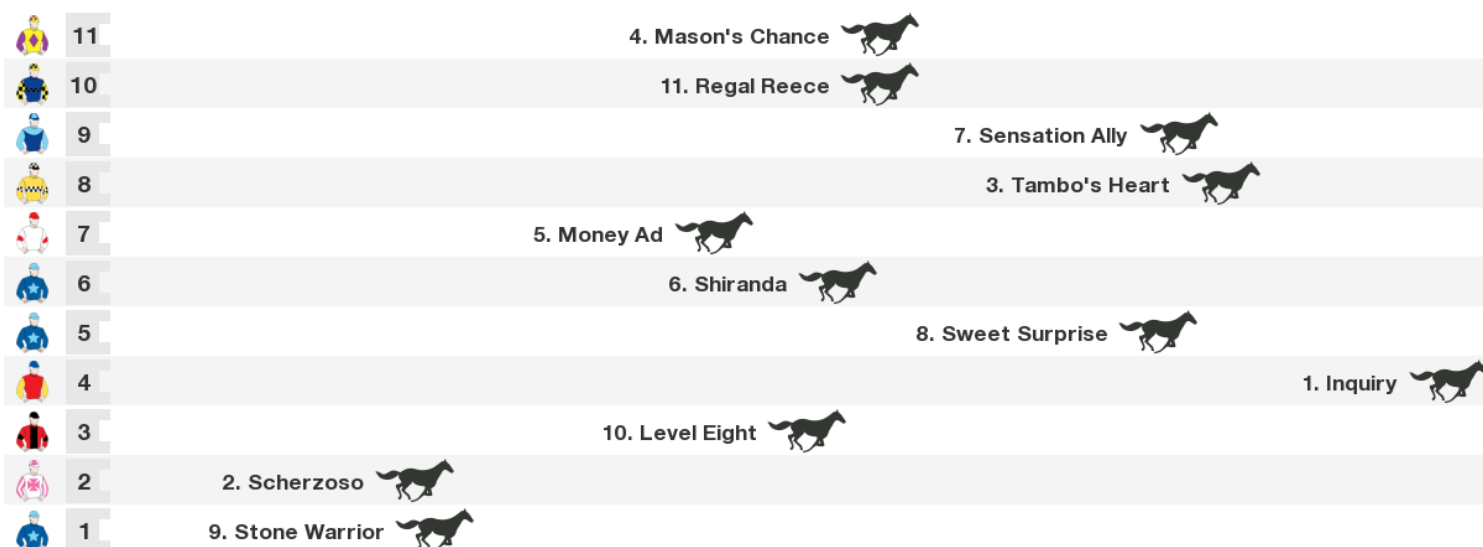 11 4. Mason's Chance
10 11. Regal Reece
9 7. Sensation Ally
8 3. Tambo's Heart
7 5. Money Ad
6 6. Shiranda
5 8. Sweet Surprise
4 1. Inquiry
3 10. Level Eight
2 2. Scherzoso
1 9. Stone Warrior